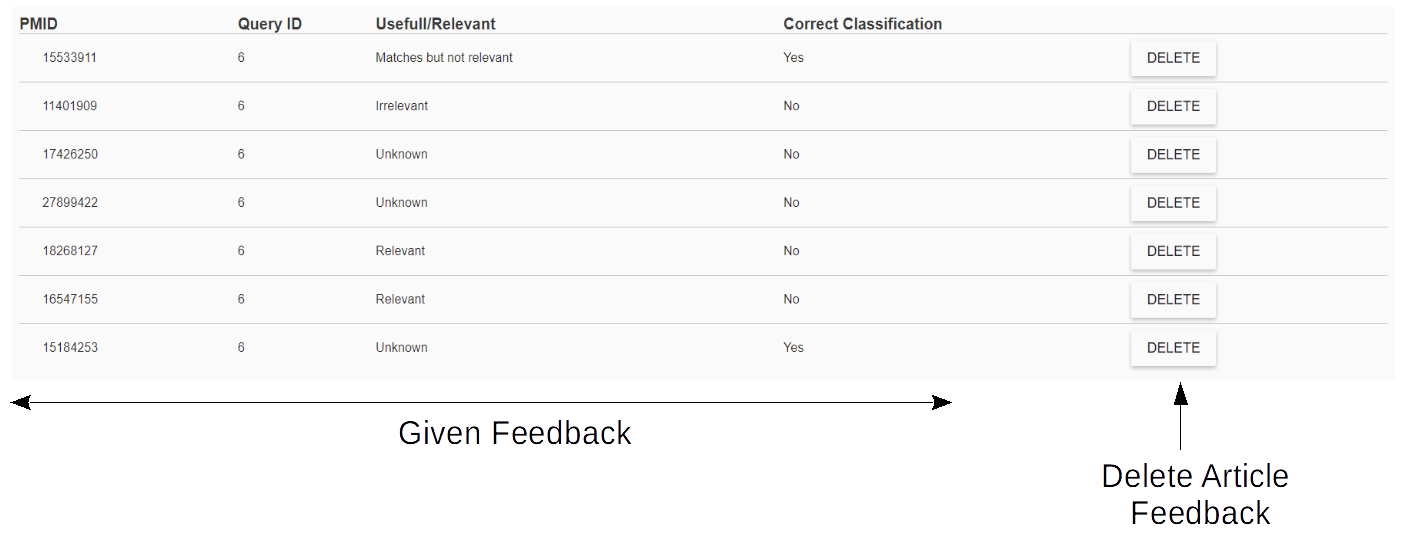 PMID Query ID Usefull/Relevant Correct Classification
15533911 6 Matches but not relevant Yes DELETE
11401909 6 Irrelevant No DELETE
17426250 6 Unknown No DELETE
27899422 6 Unknown No DELETE
18268127 6 Relevant No DELETE
16547155 6 Relevant No DELETE
15184253 6 Unknown Yes DELETE
Given Feedback
Delete Article
Feedback